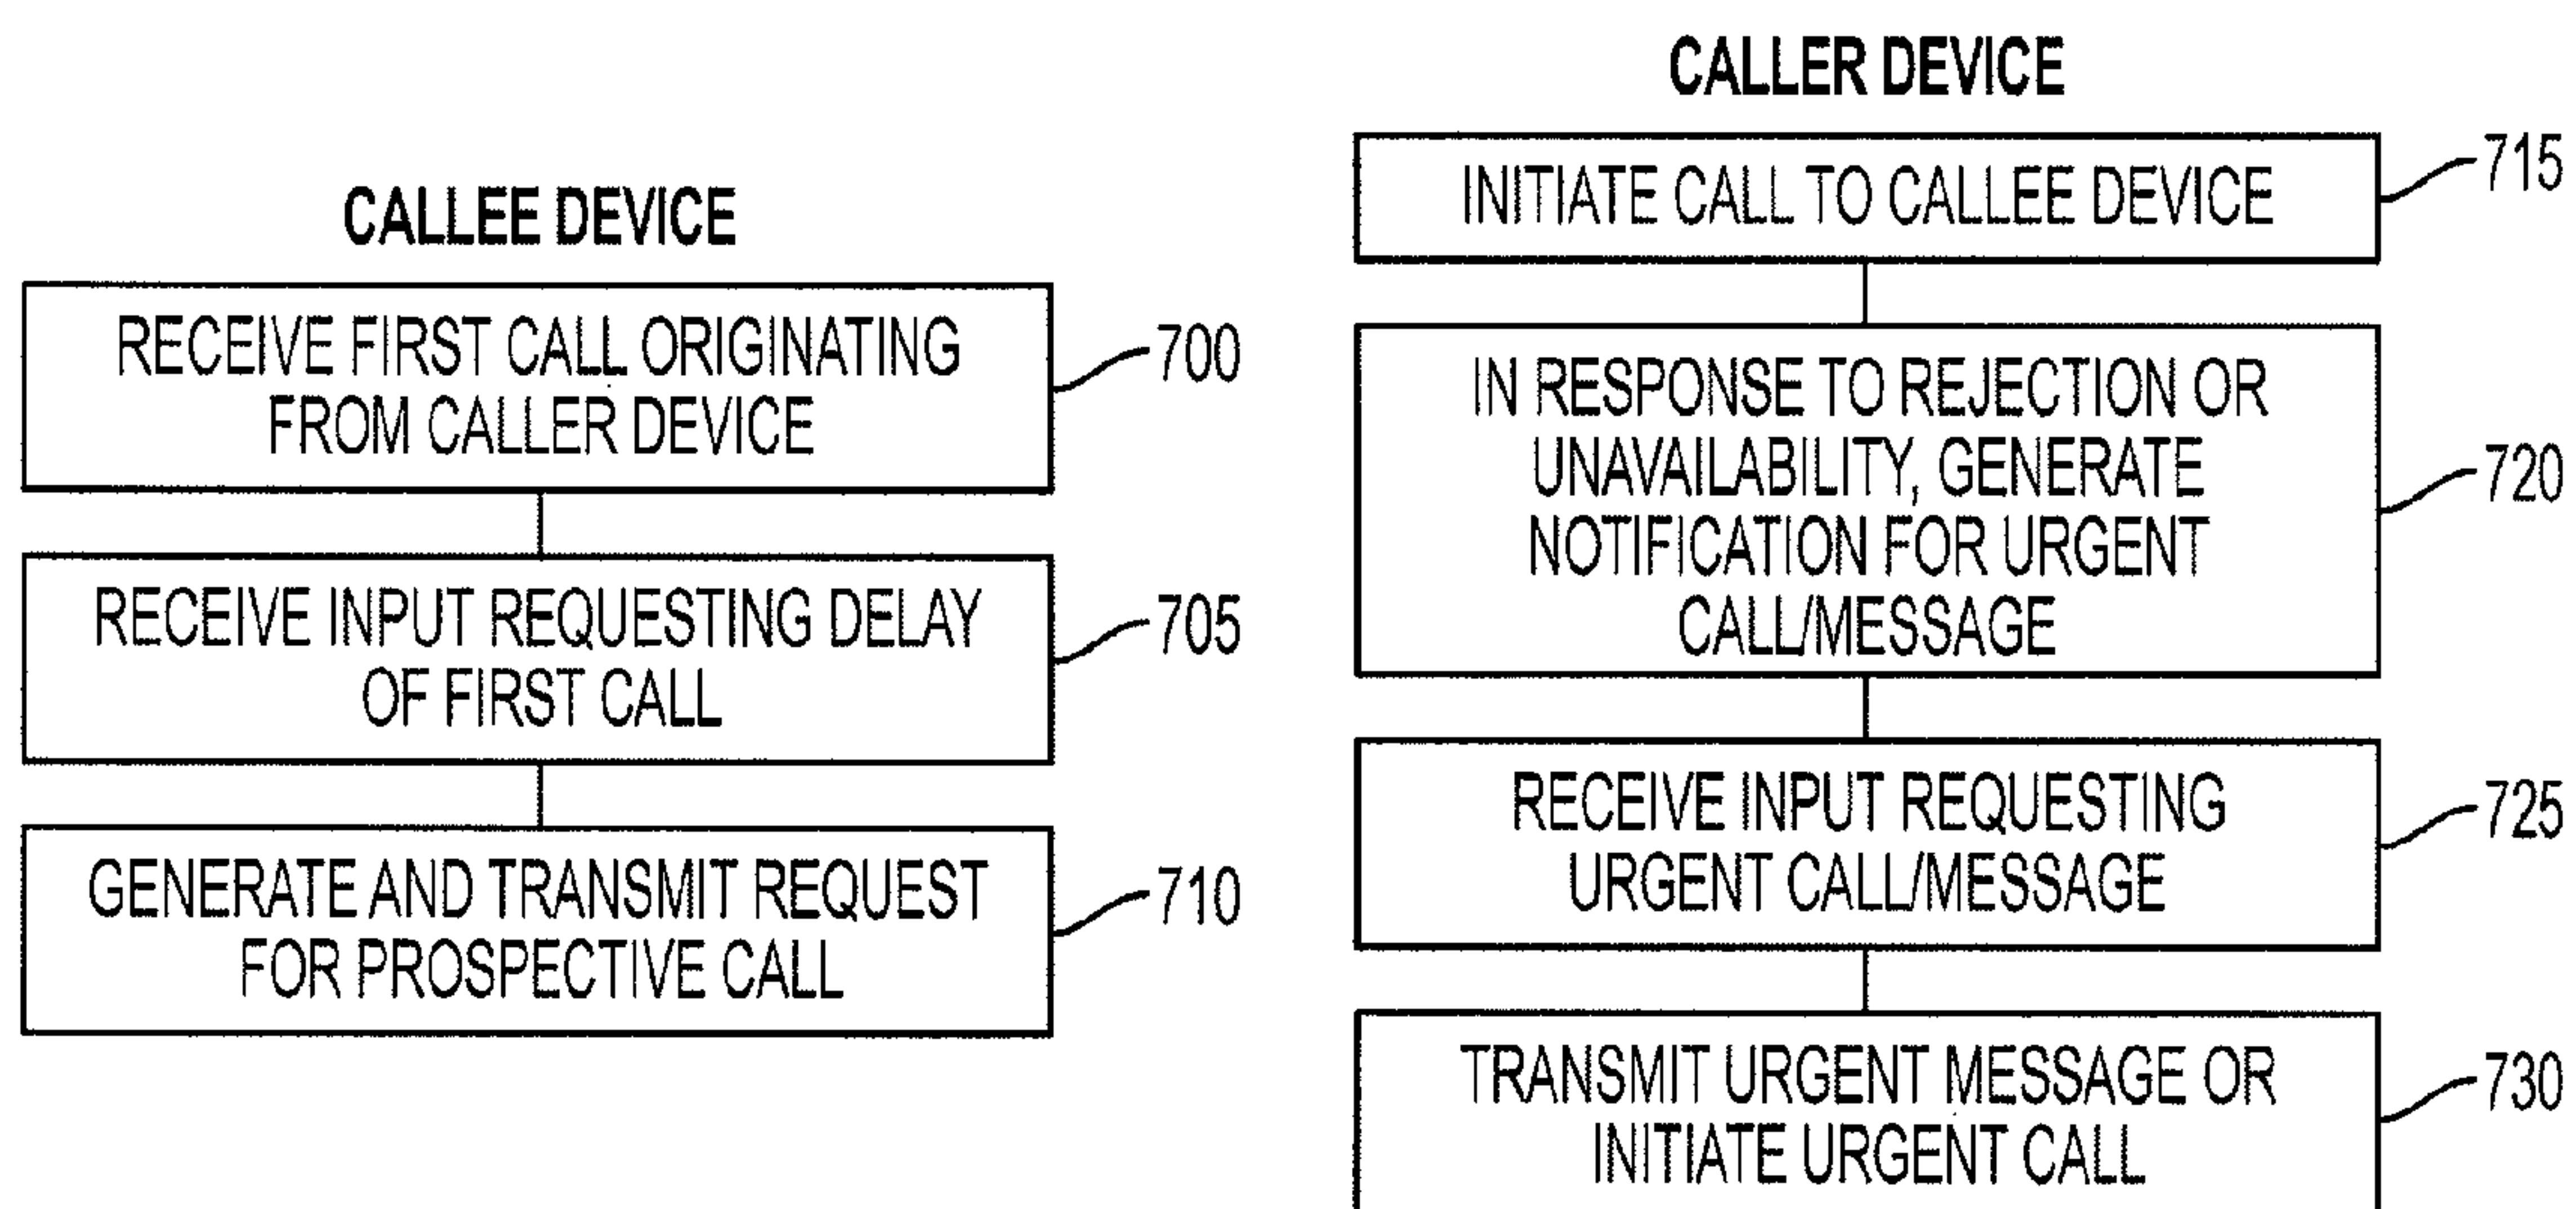 CALLEE DEVICE
RECEIVE FIRST CALL ORIGINATING
FROM CALLER DEVICE
700
RECEIVE INPUT REQUESTING DELAY
OF FIRST CALL
705
GENERATE AND TRANSMIT REQUEST
FOR PROSPECTIVE CALL
710
CALLER DEVICE
INITIATE CALL TO CALLEE DEVICE
715
IN RESPONSE TO REJECTION OR
UNAVAILABILITY, GENERATE
NOTIFICATION FOR URGENT
CALL/MESSAGE
720
RECEIVE INPUT REQUESTING
URGENT CALL/MESSAGE
725
TRANSMIT URGENT MESSAGE OR
INITIATE URGENT CALL
730